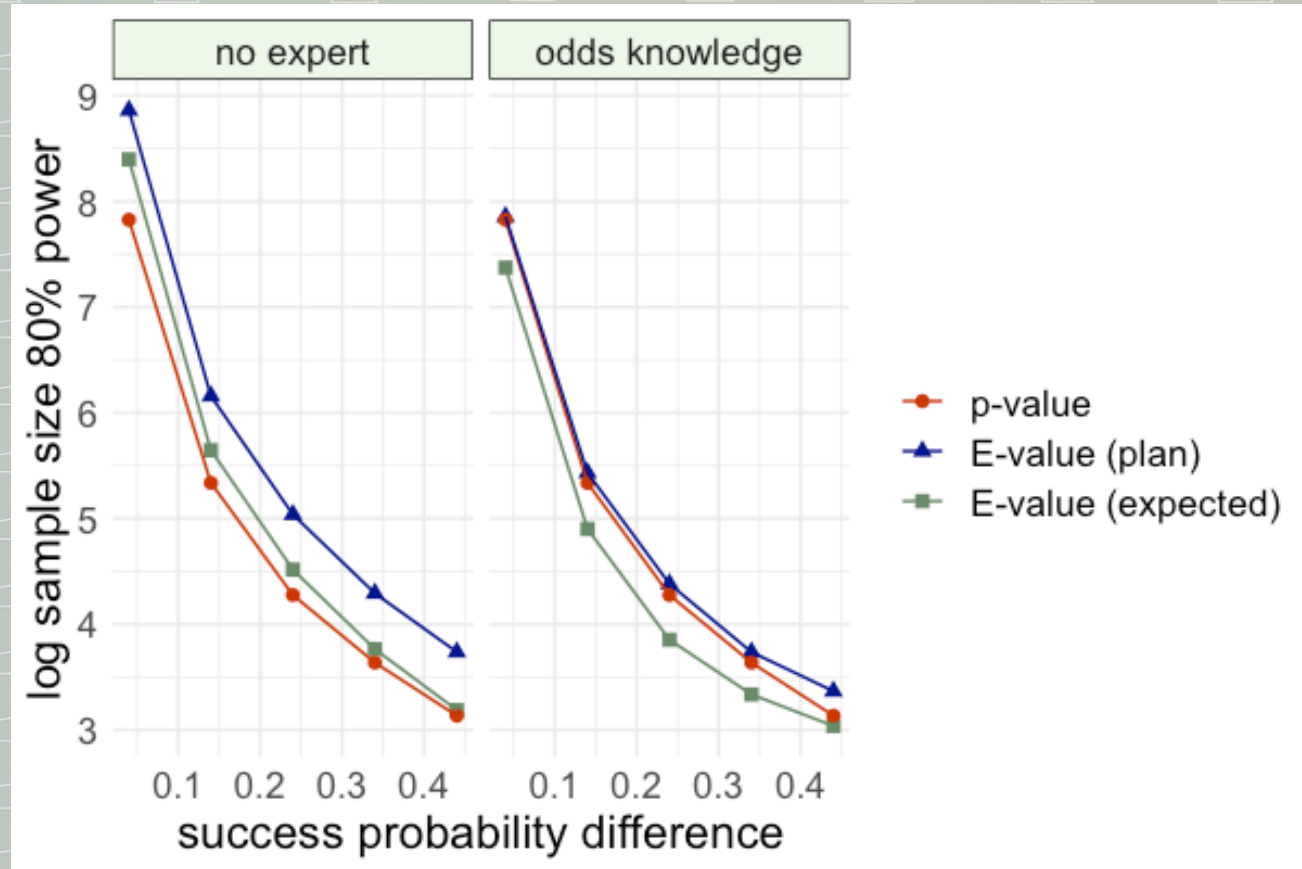 no expert
odds knowledge
log sample size 80% power
9
8
7
6
5
4
3
0.1 0.2 0.3 0.4
0.1 0.2 0.3 0.4
success probability difference
p-value
E-value (plan)
E-value (expected)